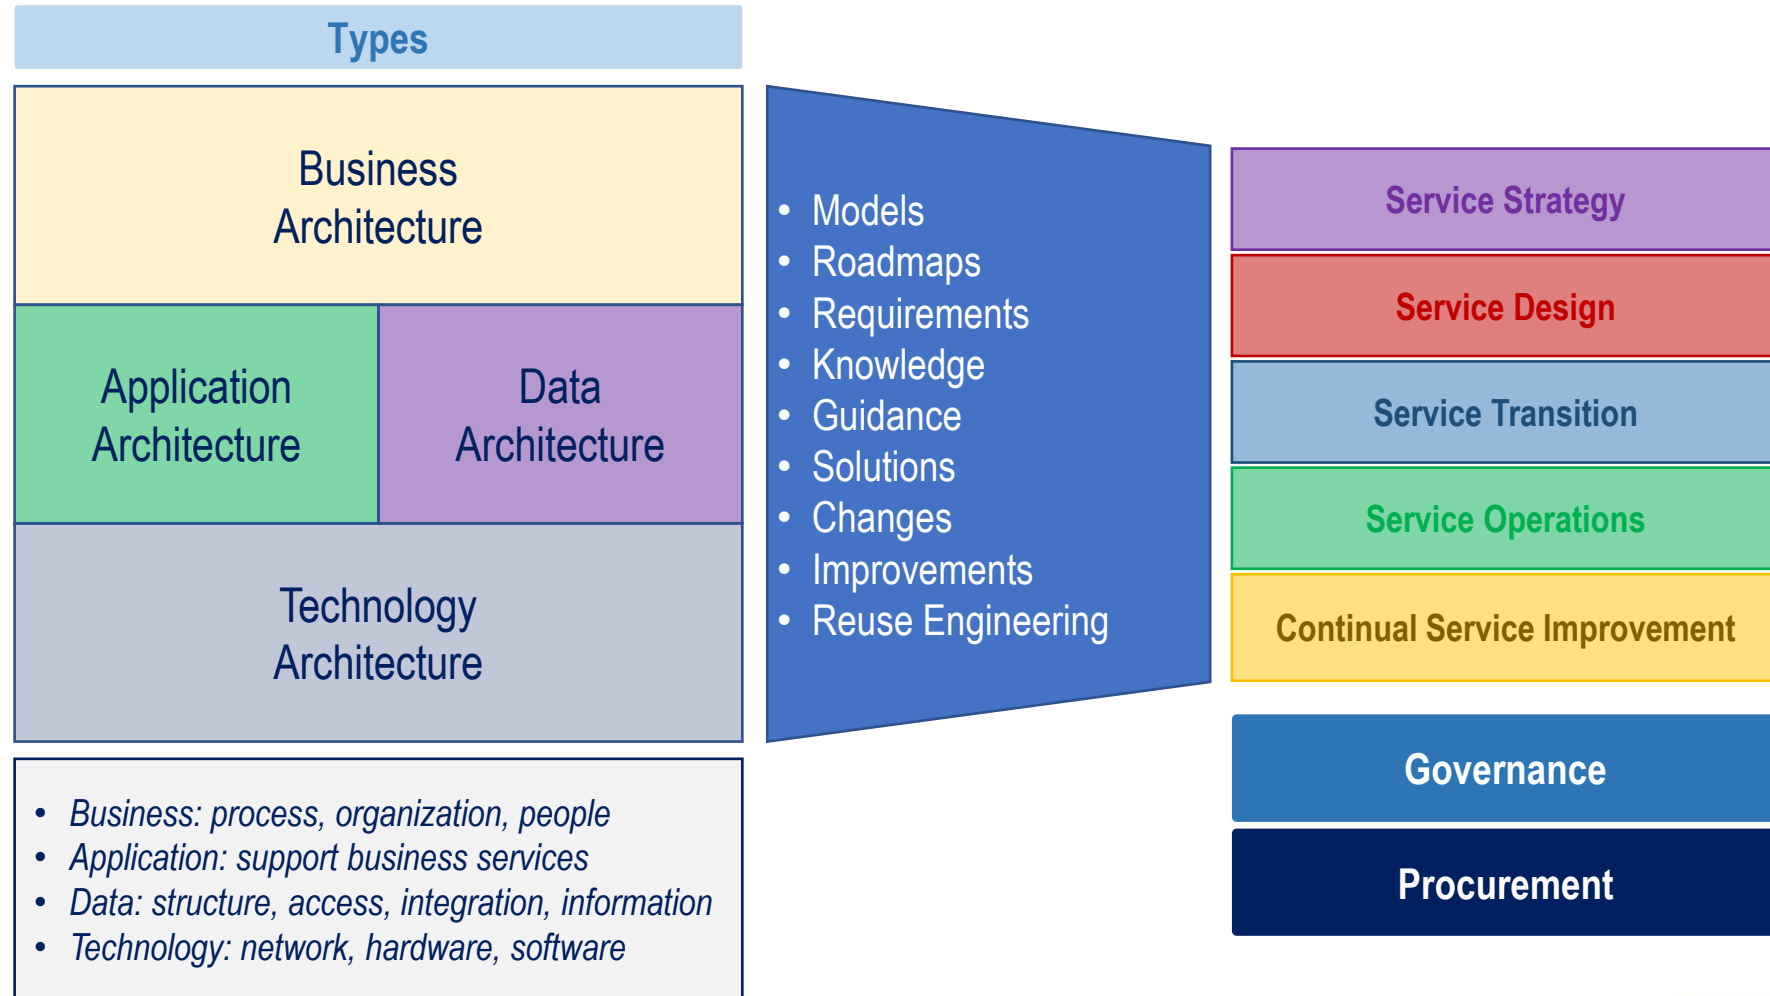 Types
Business
Architecture
Application
Architecture
Data
Architecture
Technology
Architecture
• Business: process, organization, people
• Application: support business services
• Data: structure, access, integration, information
• Technology: network, hardware, software
• Models
• Roadmaps
• Requirements
• Knowledge
• Guidance
• Solutions
• Changes
• Improvements
• Reuse Engineering
Service Strategy
Service Design
Service Transition
Service Operations
Continual Service Improvement
Governance
Procurement